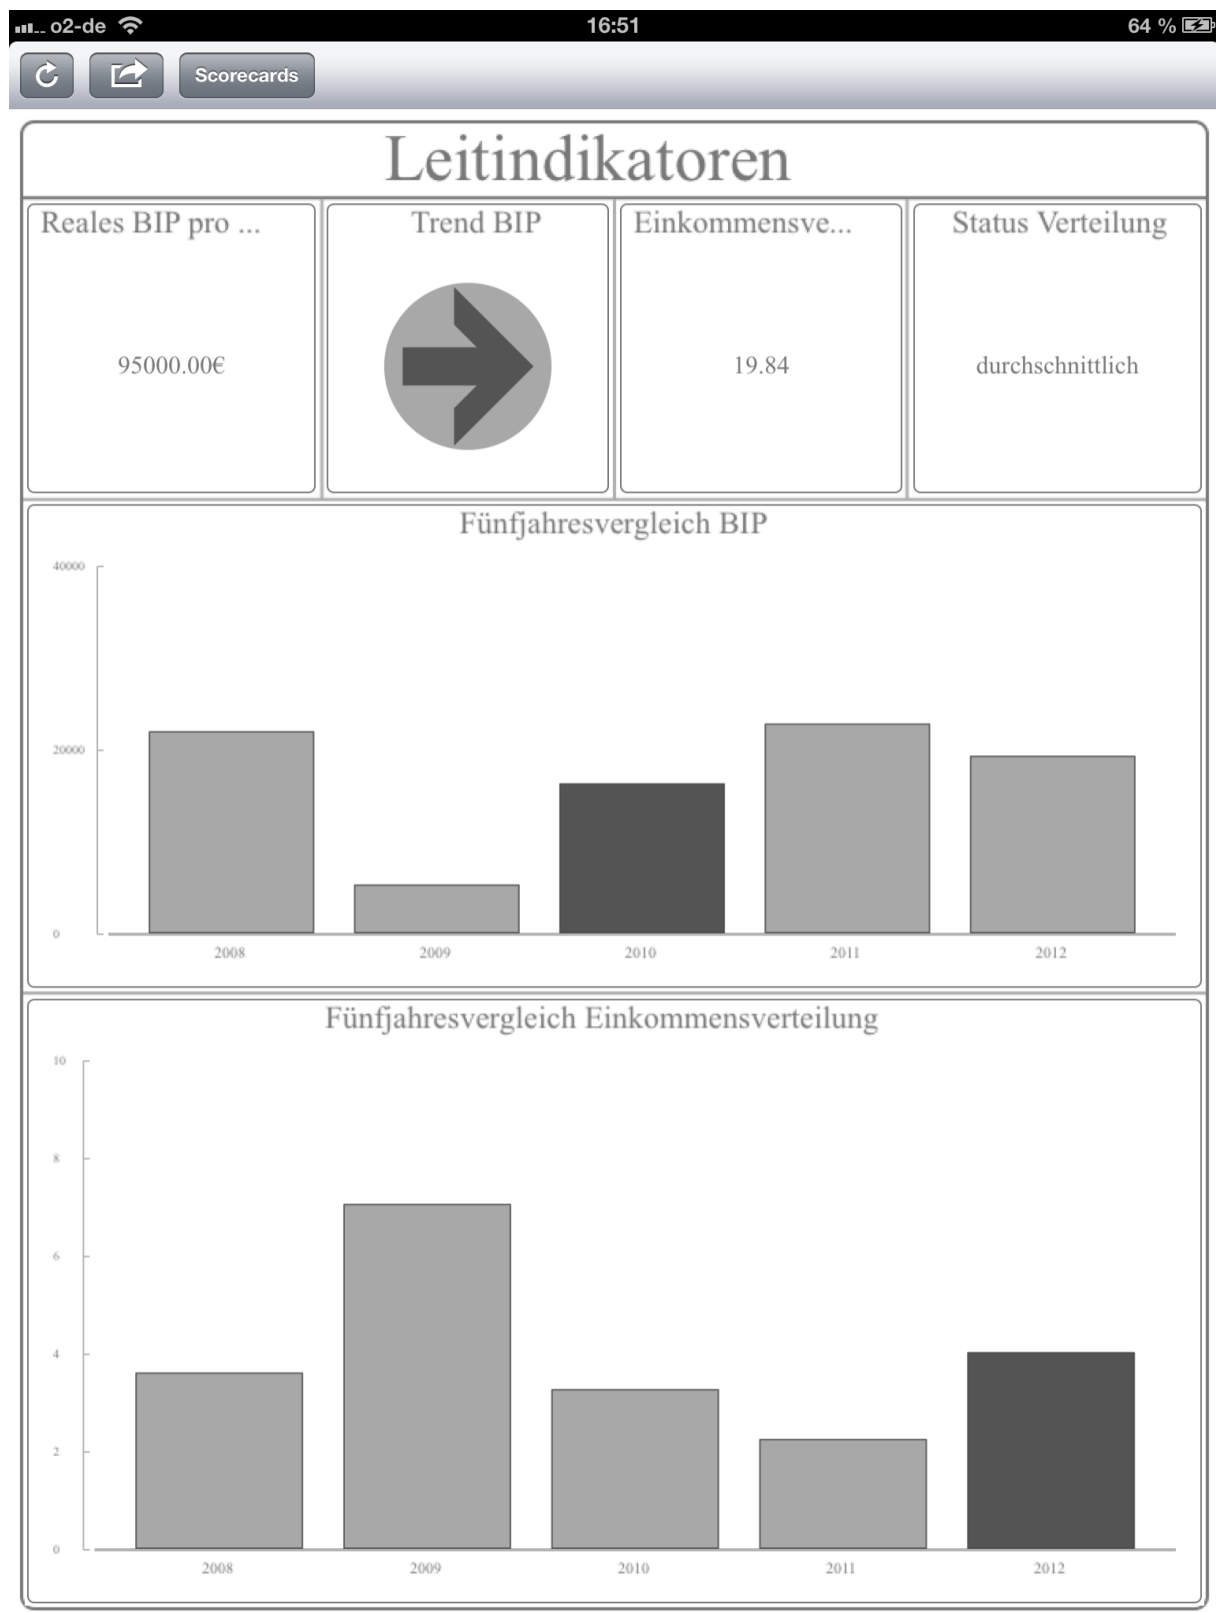 o2-de 16:51 64 %
Scorecards
Leitindikatoren
Reales BIP pro ... Trend BIP Einkommensve... Status Verteilung
95000.00€ 19.84 durchschnittlich
Fünfjahresvergleich BIP
40000
20000
0
2008 2009 2010 2011 2012
Fünfjahresvergleich Einkommensverteilung
10
8
6
4
2
0
2008 2009 2010 2011 2012